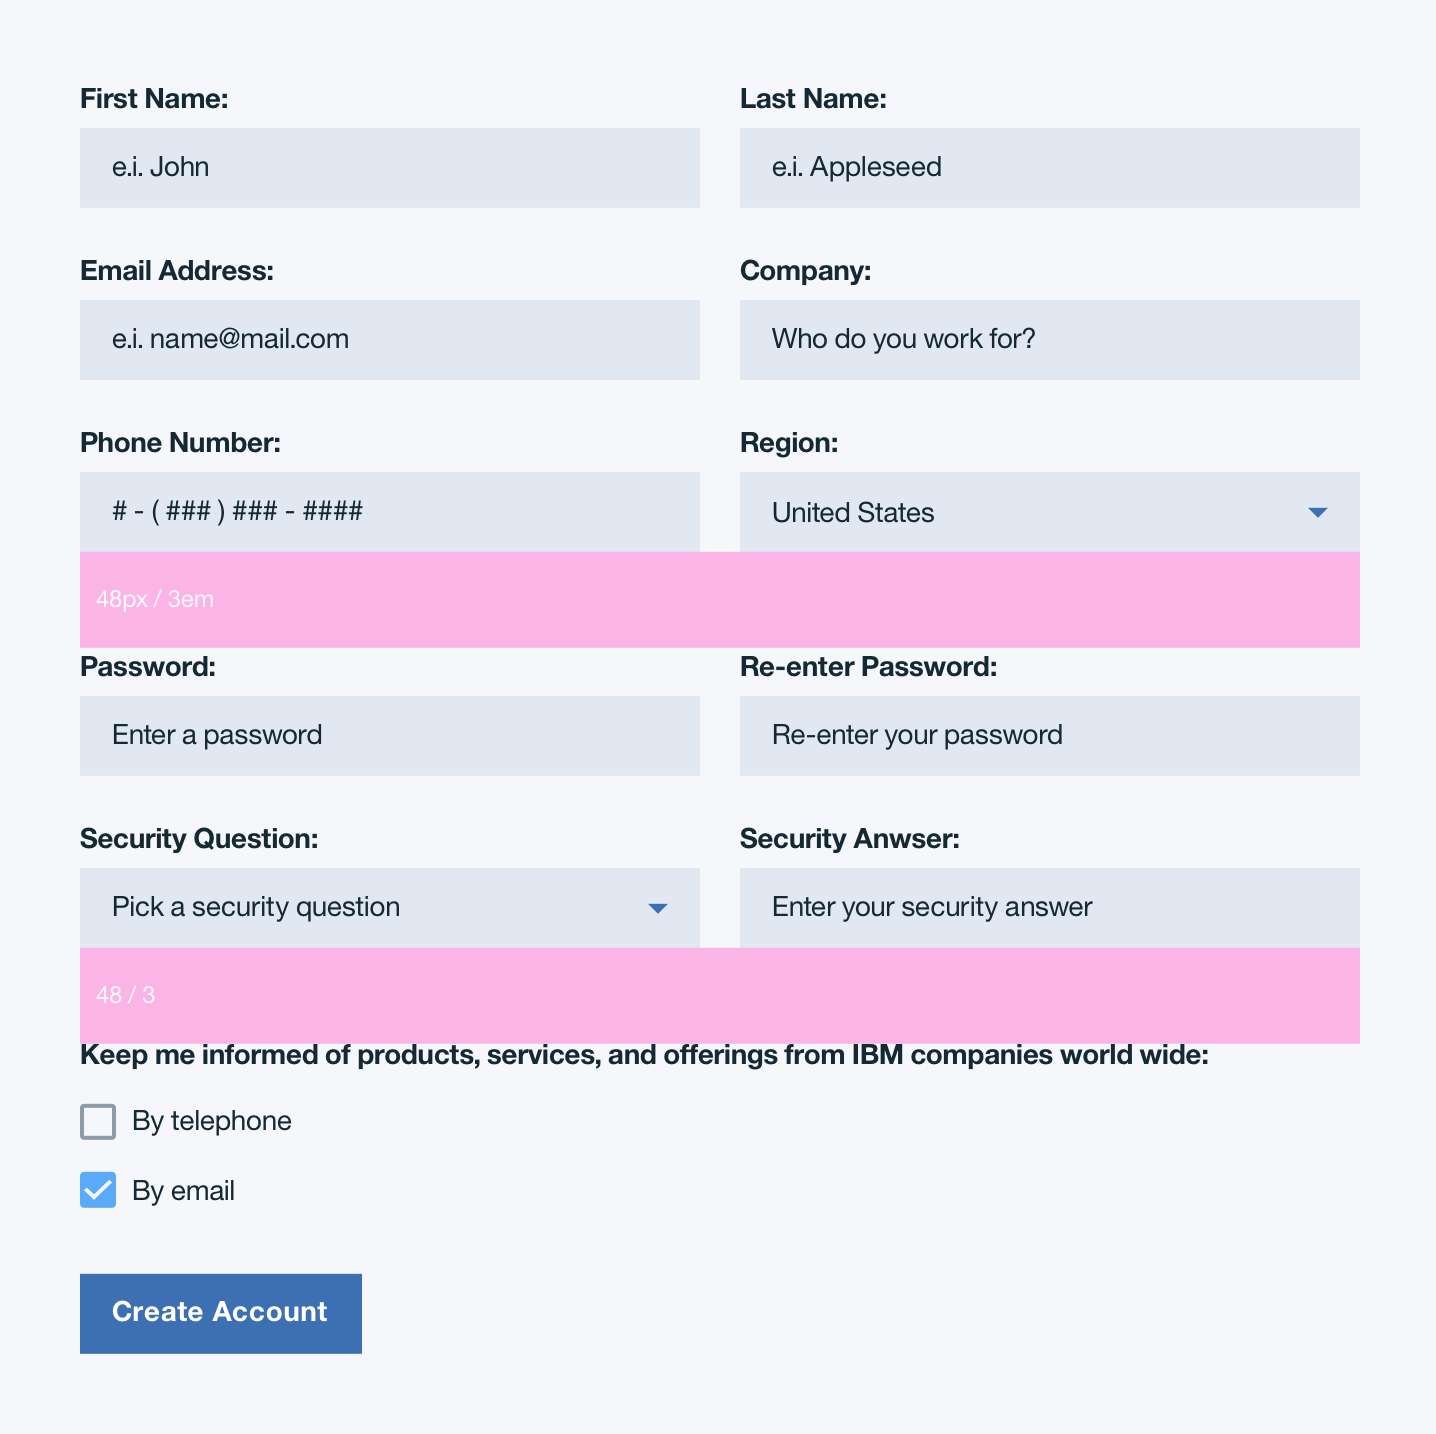 First Name: Last Name:
e.i. John e.i. Appleseed
Email Address: Company:
e.i. name@mail.com Who do you work for?
Phone Number: Region:
# - ( ### ) ### - #### United States
48px / 3em
Password: Re-enter Password:
Enter a password Re-enter your password
Security Question: Security Anwser:
Pick a security question Enter your security answer
48 / 3
Keep me informed of products, services, and offerings from IBM companies world wide:
By telephone
By email
Create Account